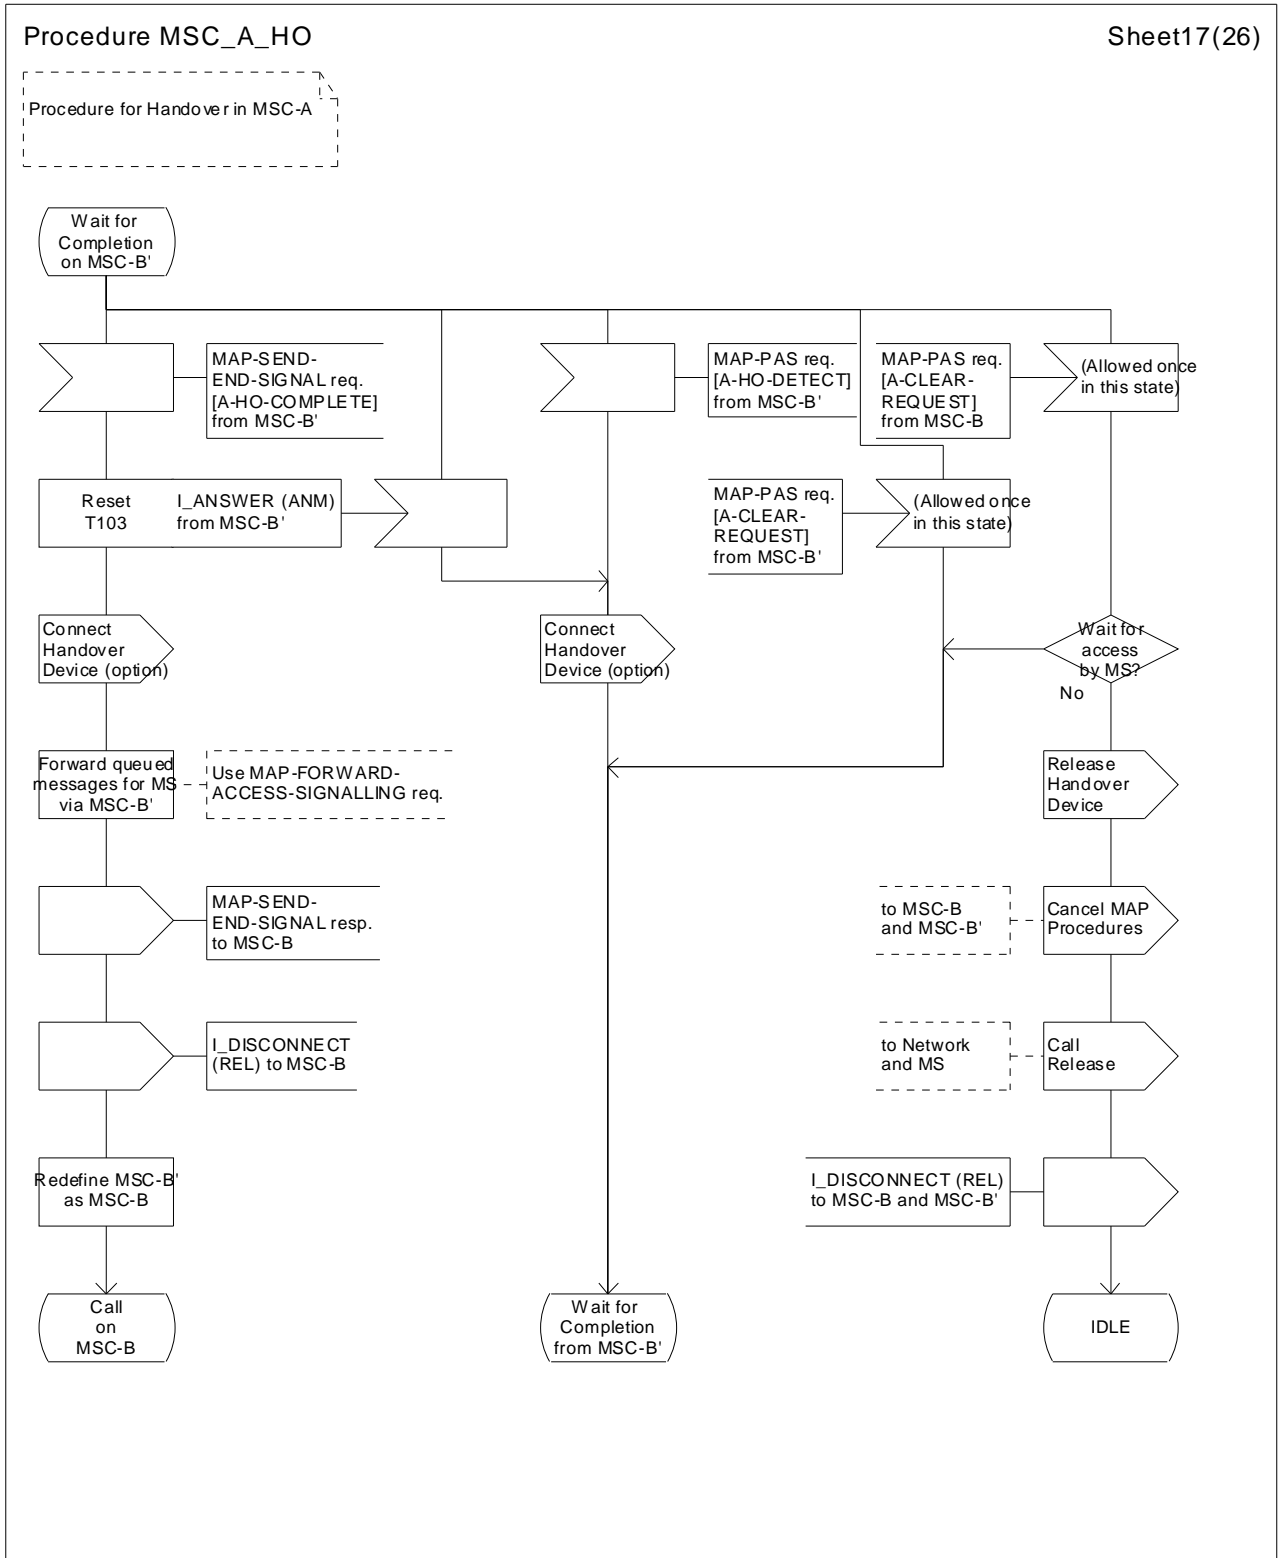 Procedure MSC_A_HO
Sheet17(26)
Procedure for Handover in MSC-A
Wait for
Completion
on MSC-B'
MAP-SEND-
END-SIGNAL req.
[A-HO-COMPLETE]
from MSC-B'
MAP-PAS req.
[A-HO-DETECT]
from MSC-B'
MAP-PAS req.
[A-CLEAR-
REQUEST]
from MSC-B
(Allowed once
in this state)
Reset
T103
I_ANSWER (ANM)
from MSC-B'
MAP-PAS req.
[A-CLEAR-
REQUEST]
from MSC-B'
(Allowed once
in this state)
Connect
Handover
Device (option)
Connect
Handover
Device (option)
Wait for
access
by MS?
No
Forward queued
messages for MS
via MSC-B'
Use MAP-FORWARD-
ACCESS-SIGNALLING req.
Release
Handover
Device
MAP-SEND-
END-SIGNAL resp.
to MSC-B
to MSC-B
and MSC-B'
Cancel MAP
Procedures
I_DISCONNECT
(REL) to MSC-B
to Network
and MS
Call
Release
Redefine MSC-B'
as MSC-B
I_DISCONNECT (REL)
to MSC-B and MSC-B'
Call
on
MSC-B
Wait for
Completion
from MSC-B'
IDLE